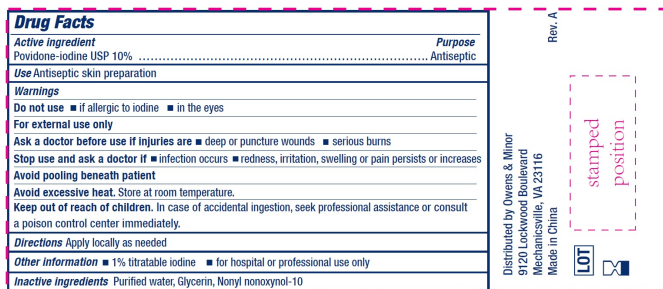 Drug Facts
Active ingredient Purpose
Povidone-iodine USP 10% ........................................................................ Antiseptic
Use Antiseptic skin preparation
Warnings
Do not use ■ if allergic to iodine ■ in the eyes
For external use only
Ask a doctor before use if injuries are ■ deep or puncture wounds ■ serious burns
Stop use and ask a doctor if ■ infection occurs ■ redness, irritation, swelling or pain persists or increases
Avoid pooling beneath patient
Avoid excessive heat. Store at room temperature.
Keep out of reach of children. In case of accidental ingestion, seek professional assistance or consult
a poison control center immediately.
Directions Apply locally as needed
Other information ■ 1% titratable iodine ■ for hospital or professional use only
Inactive ingredients Purified water, Glycerin, Nonyl nonoxynol-10
Distributed by Owens & Minor
9120 Lockwood Boulevard
Mechanicsville, VA 23116
Made in China
Rev. A
LOT
stamped
position